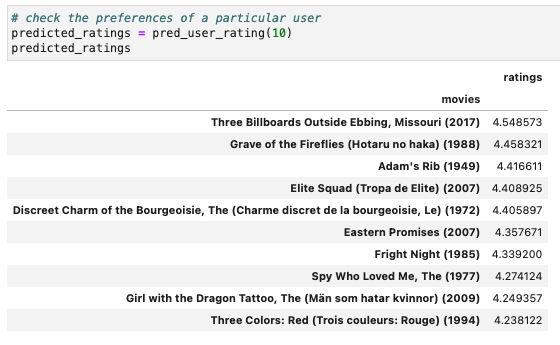 # check the preferences of a particular user
predicted_ratings = pred_user_rating(10)
predicted_ratings
ratings
movies
Three Billboards Outside Ebbing, Missouri (2017) 4.548573
Grave of the Fireflies (Hotaru no haka) (1988) 4.458321
Adam's Rib (1949) 4.416611
Elite Squad (Tropa de Elite) (2007) 4.408925
Discreet Charm of the Bourgeoisie, The (Charme discret de la bourgeoisie, Le) (1972) 4.405897
Eastern Promises (2007) 4.357671
Fright Night (1985) 4.339200
Spy Who Loved Me, The (1977) 4.274124
Girl with the Dragon Tattoo, The (Män som hatar kvinnor) (2009) 4.249357
Three Colors: Red (Trois couleurs: Rouge) (1994) 4.238122